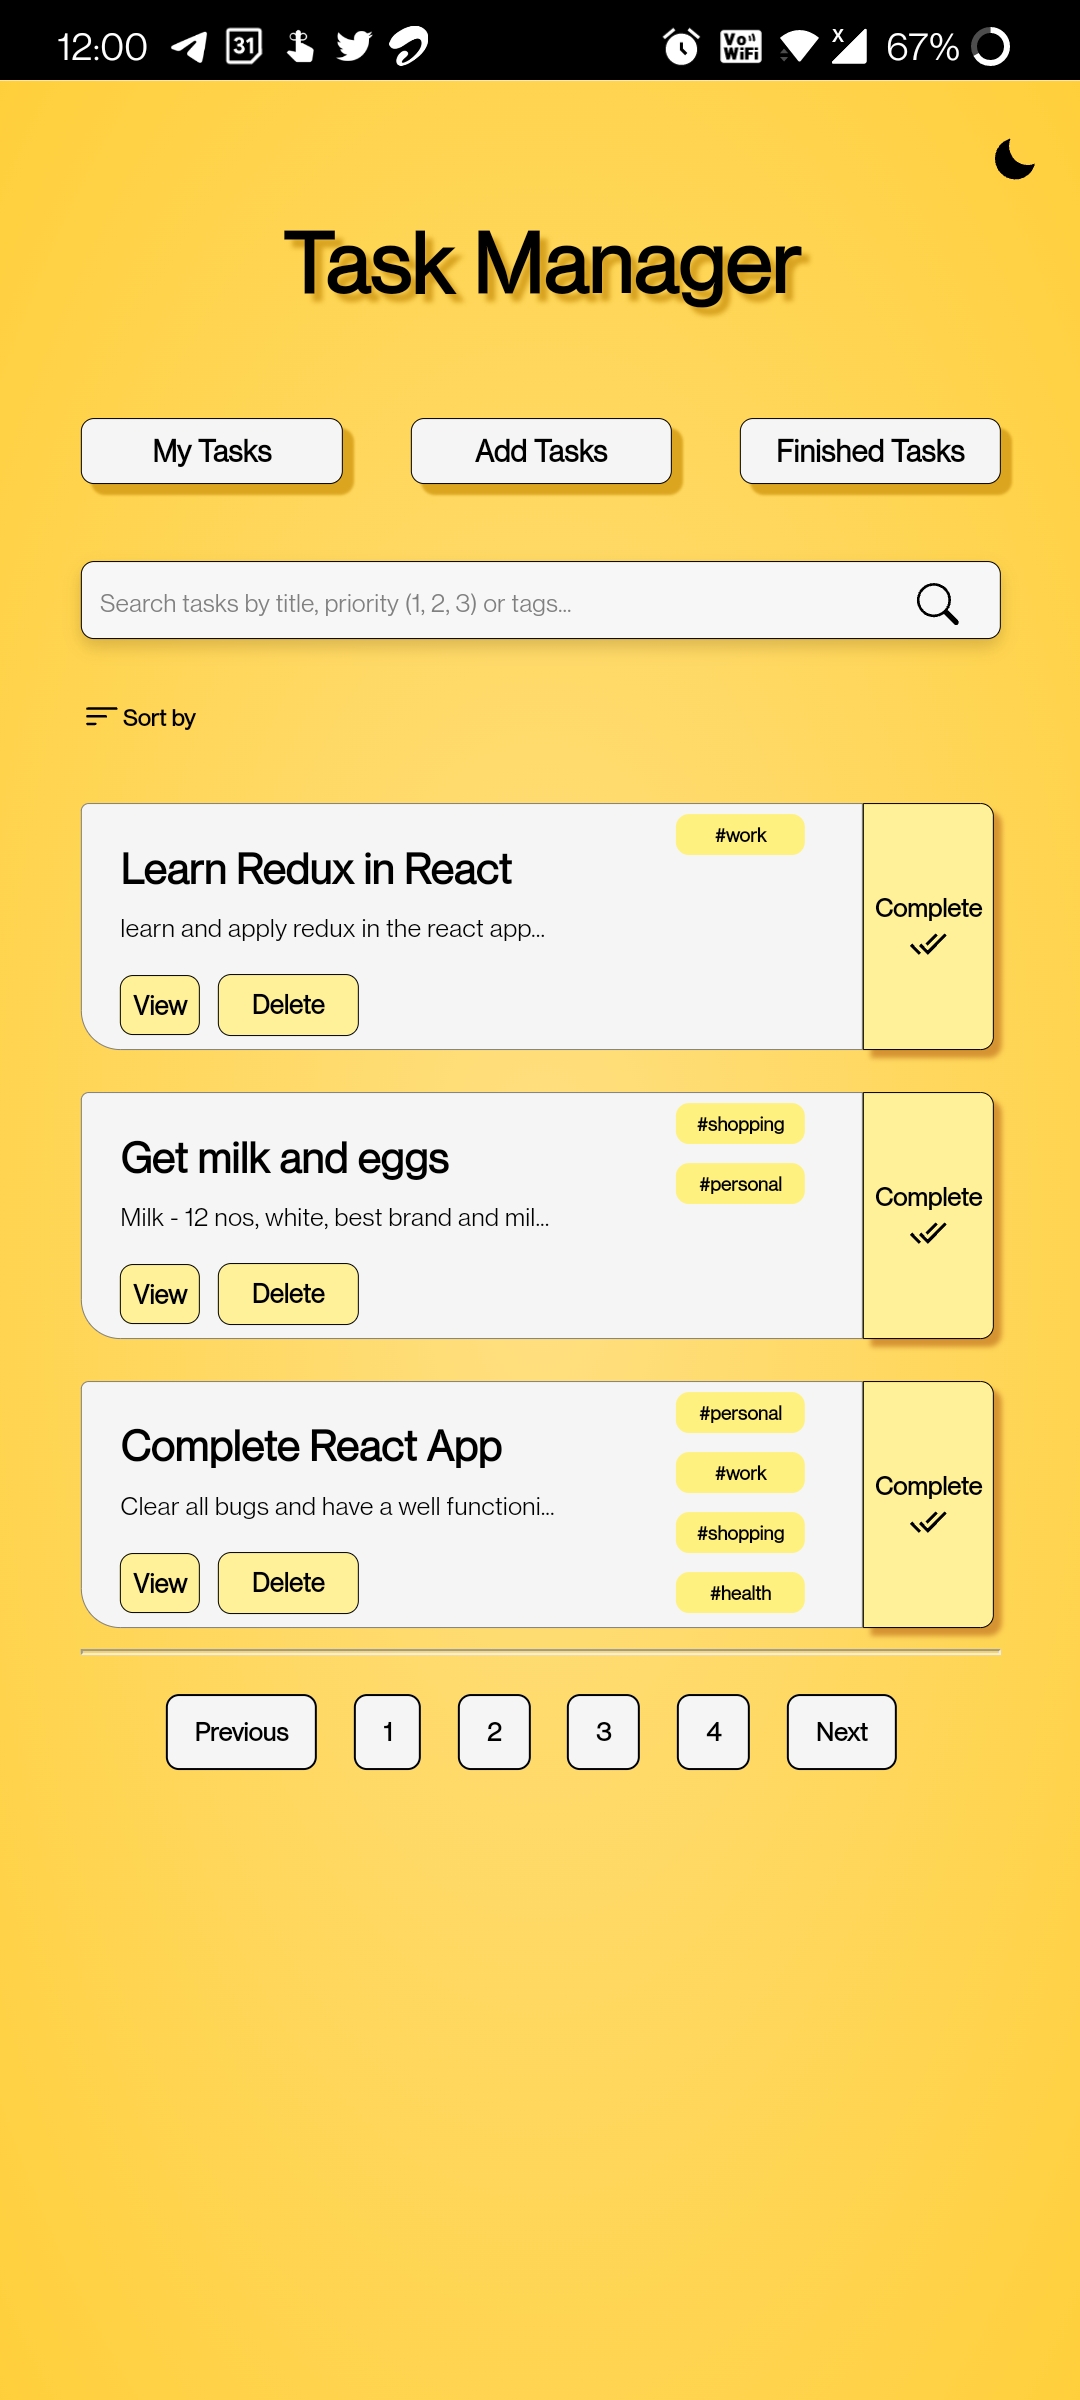 12:00 31 Vo WiFi X 67%
Task Manager
My Tasks Add Tasks Finished Tasks
Search tasks by title, priority (1, 2, 3) or tags...
Sort by
#work
Learn Redux in React
learn and apply redux in the react app...
View Delete
Complete
#shopping
#personal
Get milk and eggs
Milk - 12 nos, white, best brand and mil...
View Delete
Complete
#personal
#work
#shopping
#health
Complete React App
Clear all bugs and have a well functioni...
View Delete
Complete
Previous 1 2 3 4 Next